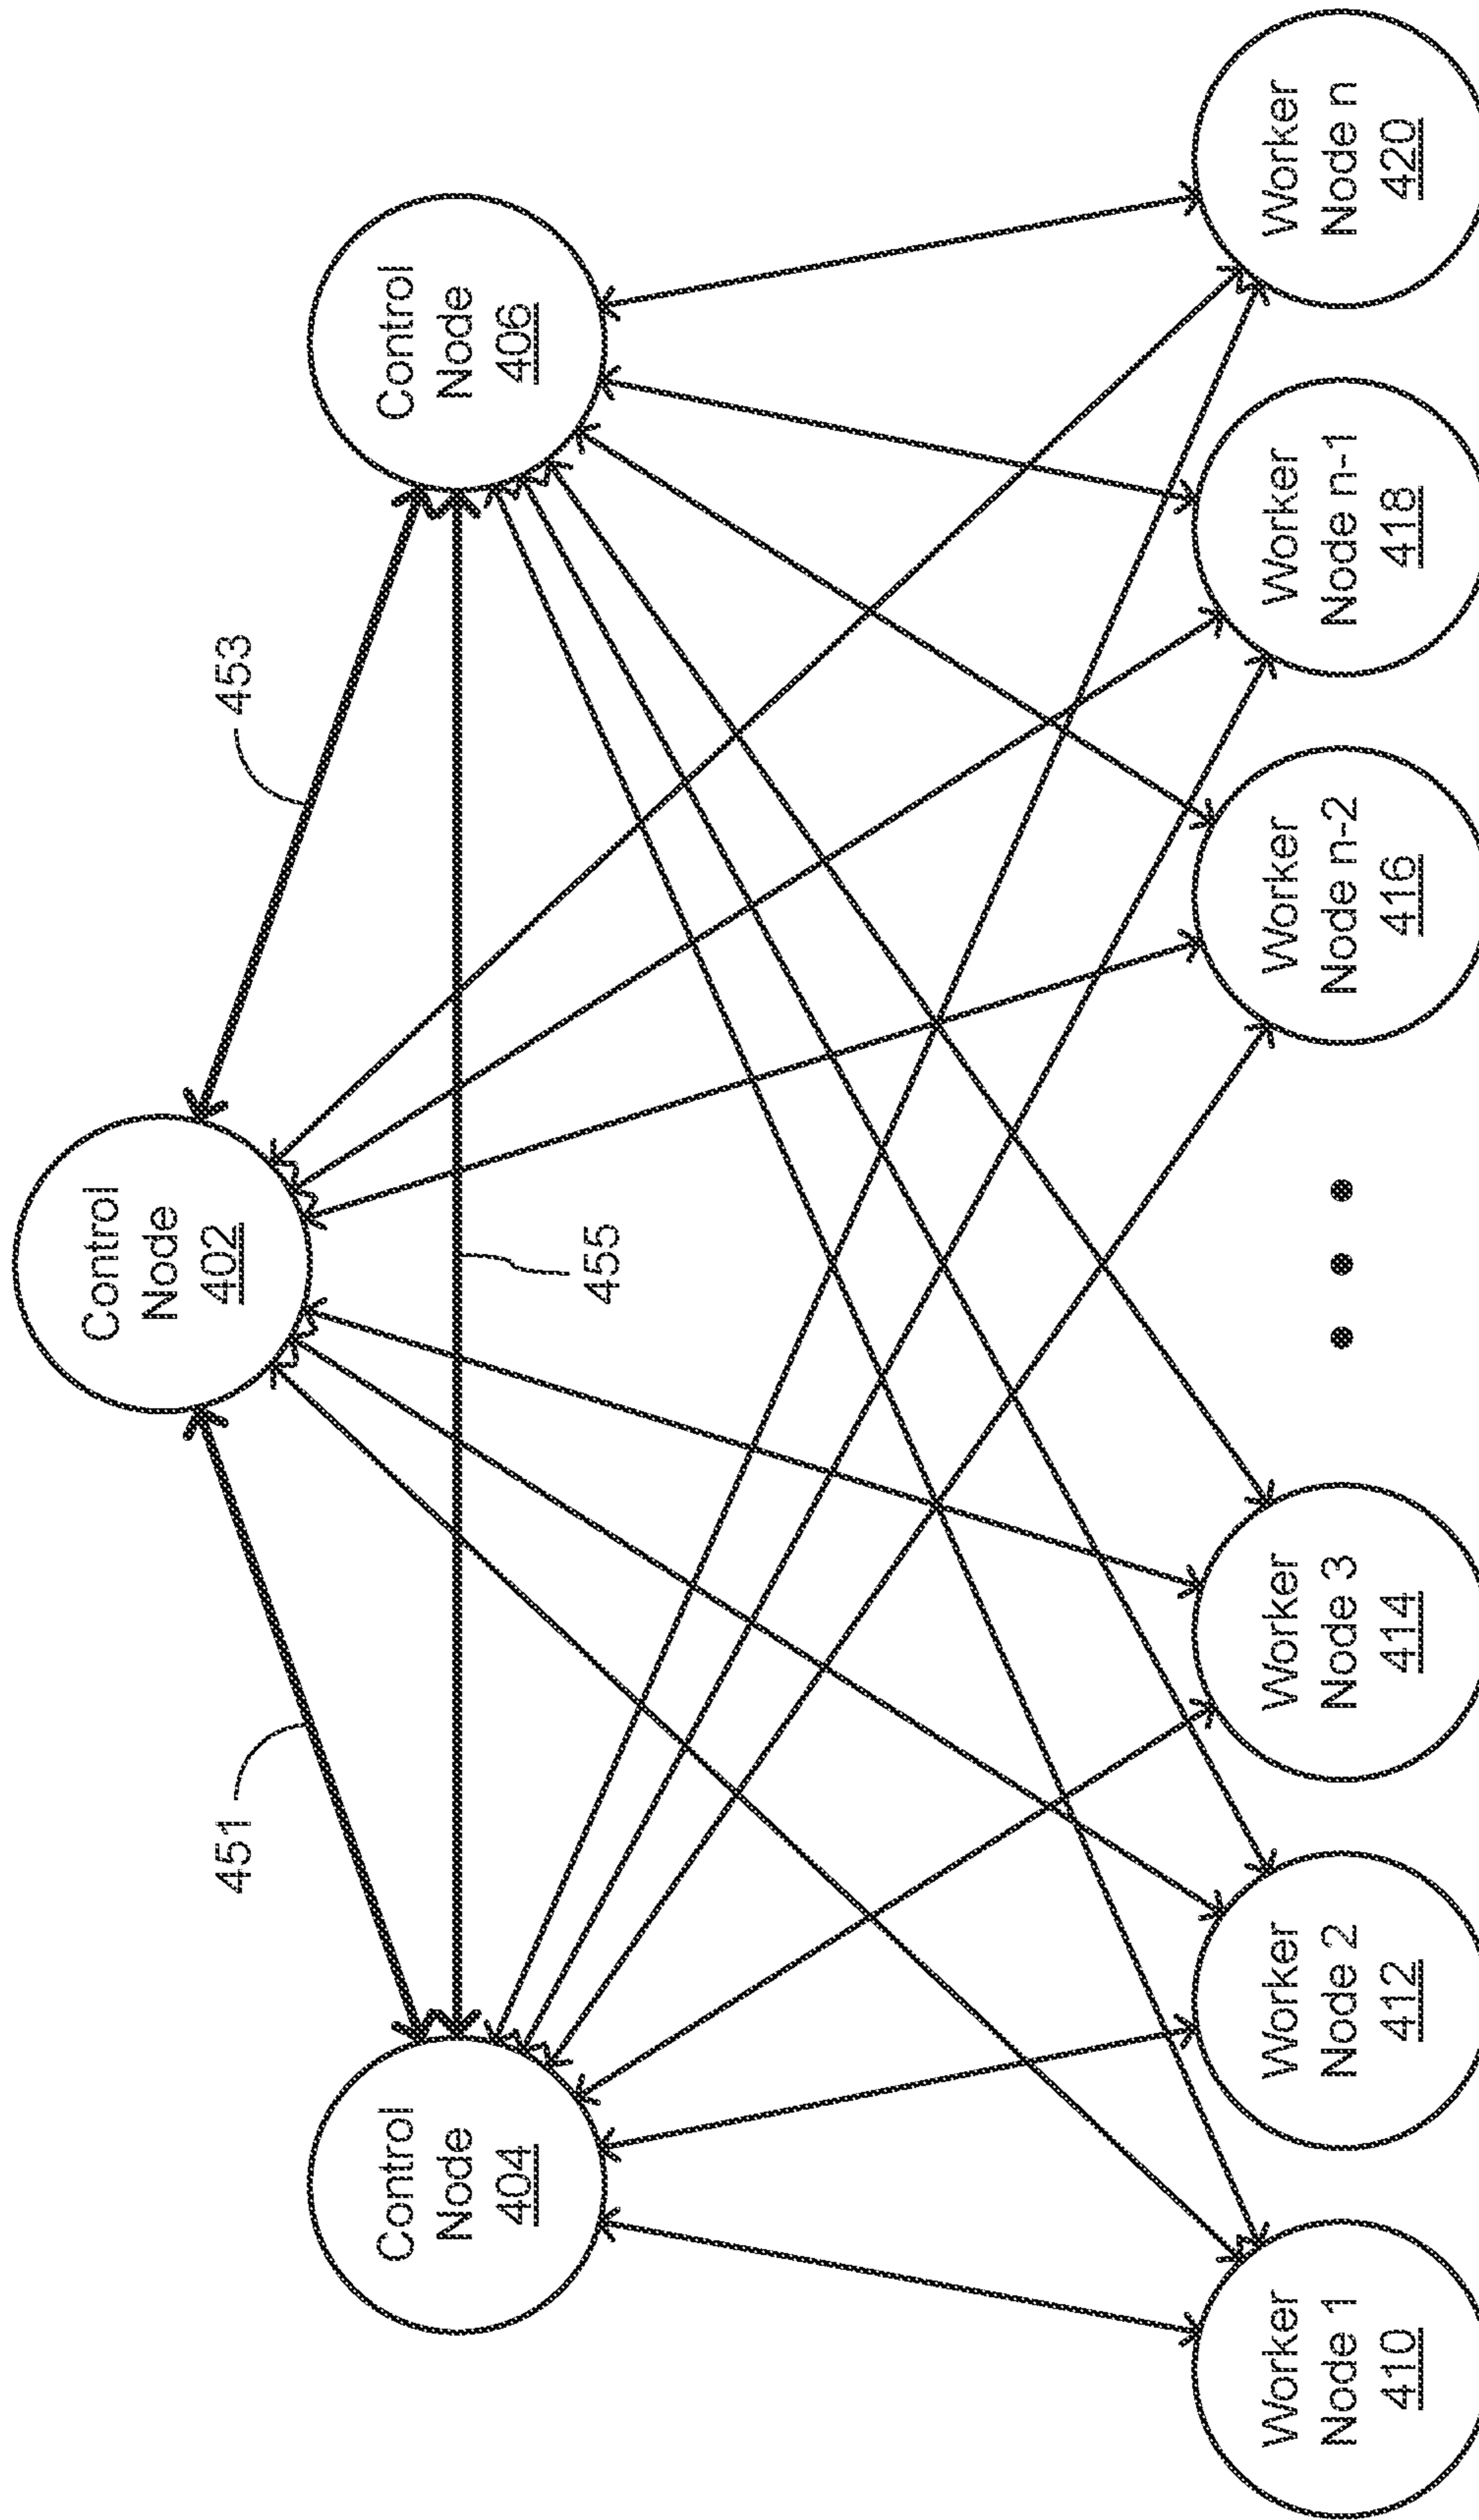 Control
Node
402
451
453
Control
Node
404
Control
Node
406
455
Worker
Node 1
410
Worker
Node 2
412
Worker
Node 3
414
Worker
Node n-2
416
Worker
Node n-1
418
Worker
Node n
420